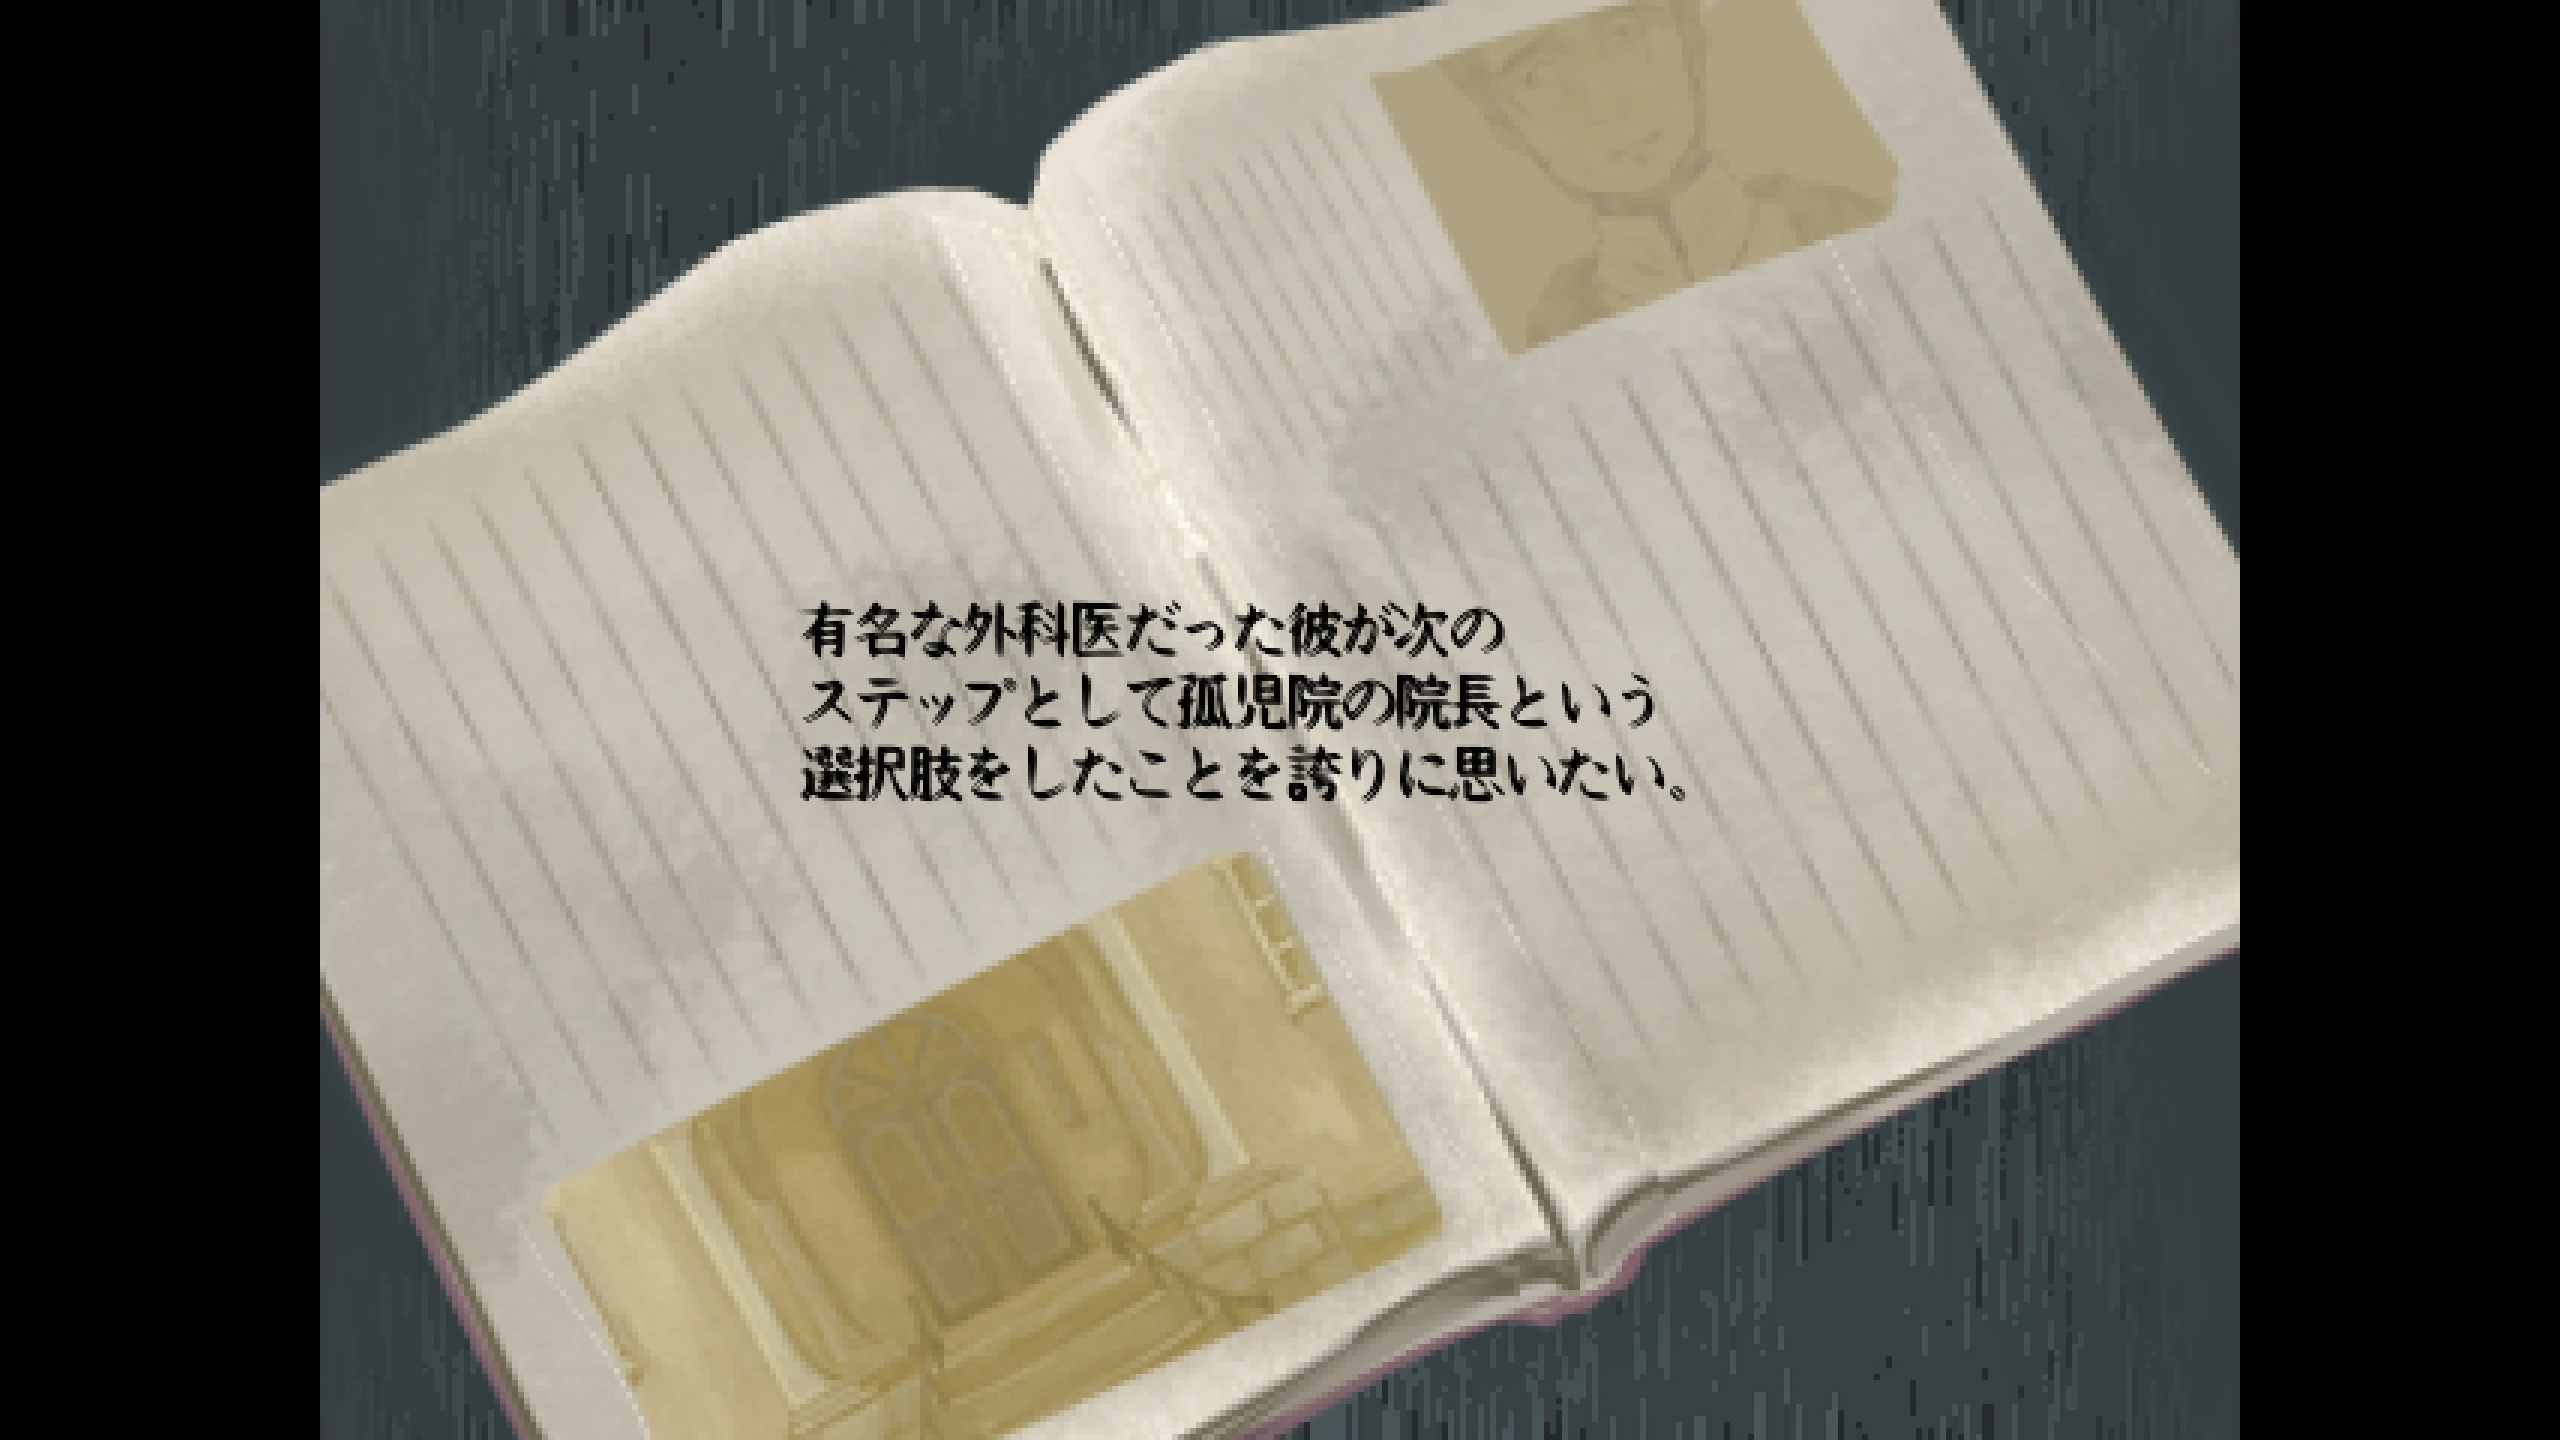 有名な外科医だった彼が次の
ステップとして孤児院の院長という
選択肢をしたことを誇りに思いたい。